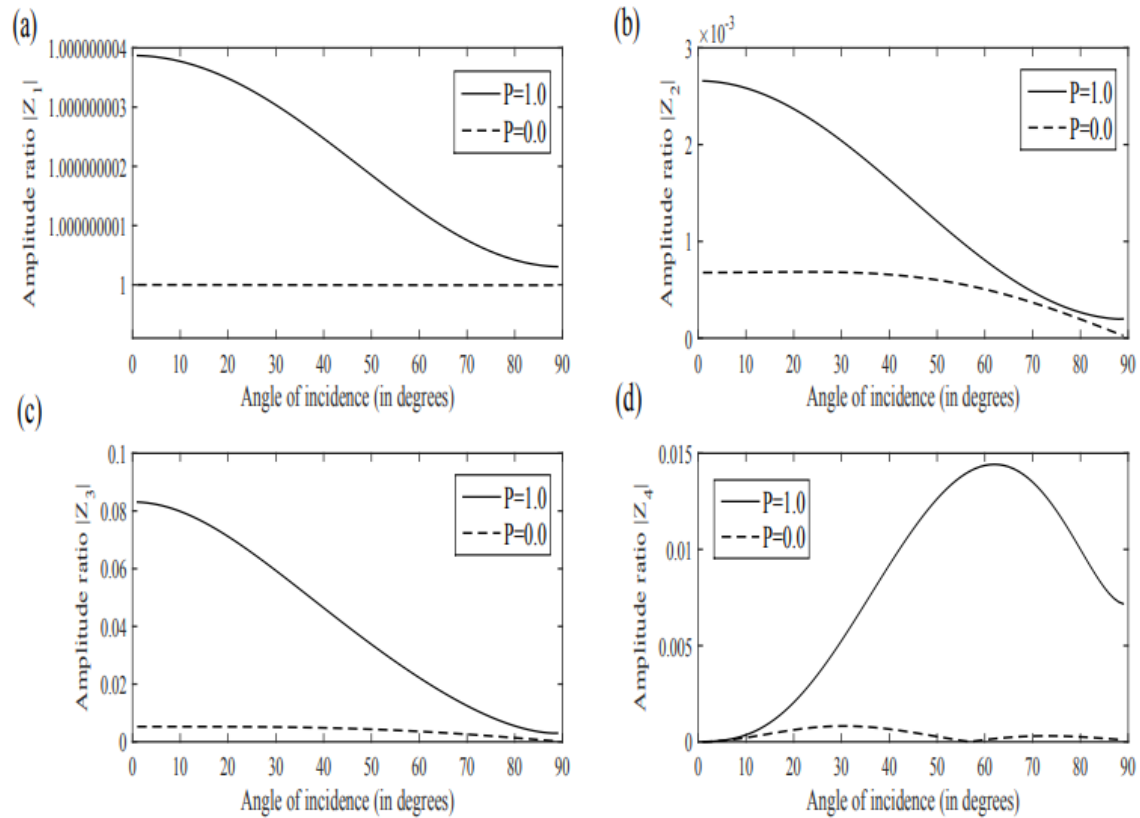 (a)
Amplitude ratio |Z_1|
1.000000004
1.000000003
1.000000002
1.000000001
1
P=1.0
P=0.0
0 10 20 30 40 50 60 70 80 90
Angle of incidence (in degrees)
(b)
×10^-3
Amplitude ratio |Z_2|
3
2
1
0
P=1.0
P=0.0
0 10 20 30 40 50 60 70 80 90
Angle of incidence (in degrees)
(c)
Amplitude ratio |Z_3|
0.1
0.08
0.06
0.04
0.02
0
P=1.0
P=0.0
0 10 20 30 40 50 60 70 80 90
Angle of incidence (in degrees)
(d)
Amplitude ratio |Z_4|
0.015
0.01
0.005
0
P=1.0
P=0.0
0 10 20 30 40 50 60 70 80 90
Angle of incidence (in degrees)